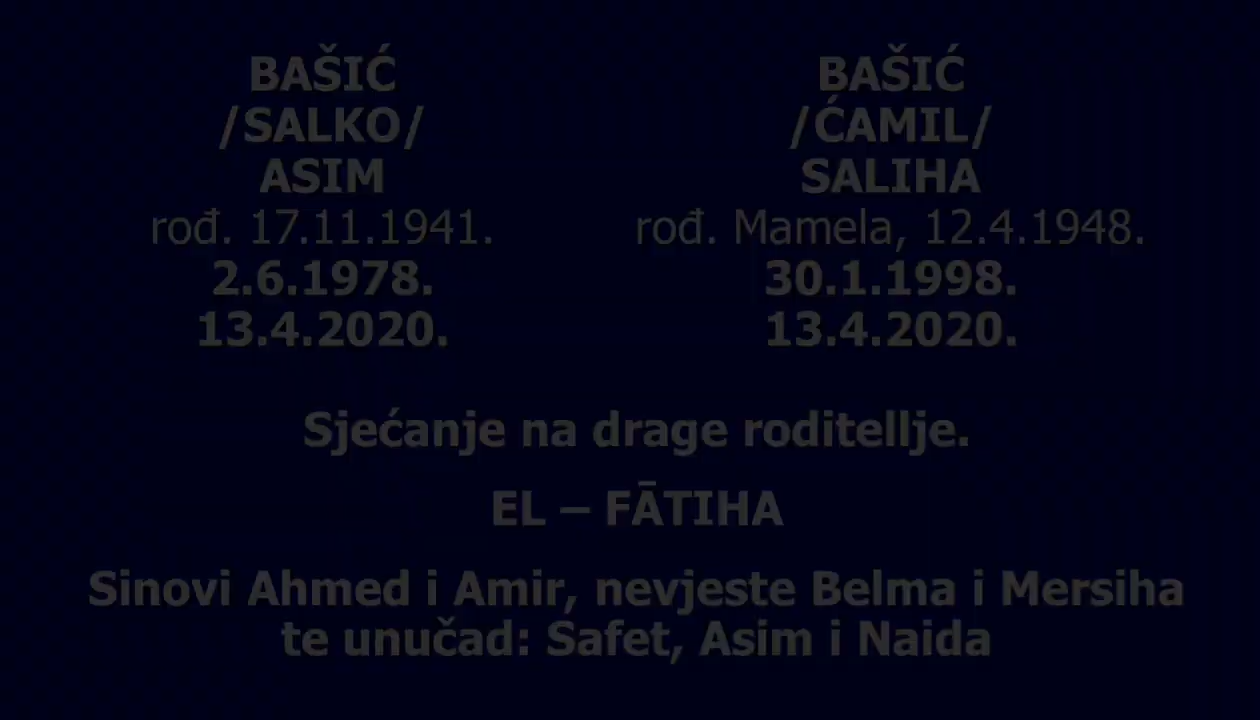 BAŠIĆ
/SALKO/
ASIM
rođ. 17.11.1941.
2.6.1978.
13.4.2020.
BAŠIĆ
/ĆAMIL/
SALIHA
rođ. Mamela, 12.4.1948.
30.1.1998.
13.4.2020.
Sjećanje na drage roditellje.
EL – FĀTIHA
Sinovi Ahmed i Amir, nevjeste Belma i Mersiha
te unučad: Safet, Asim i Naida